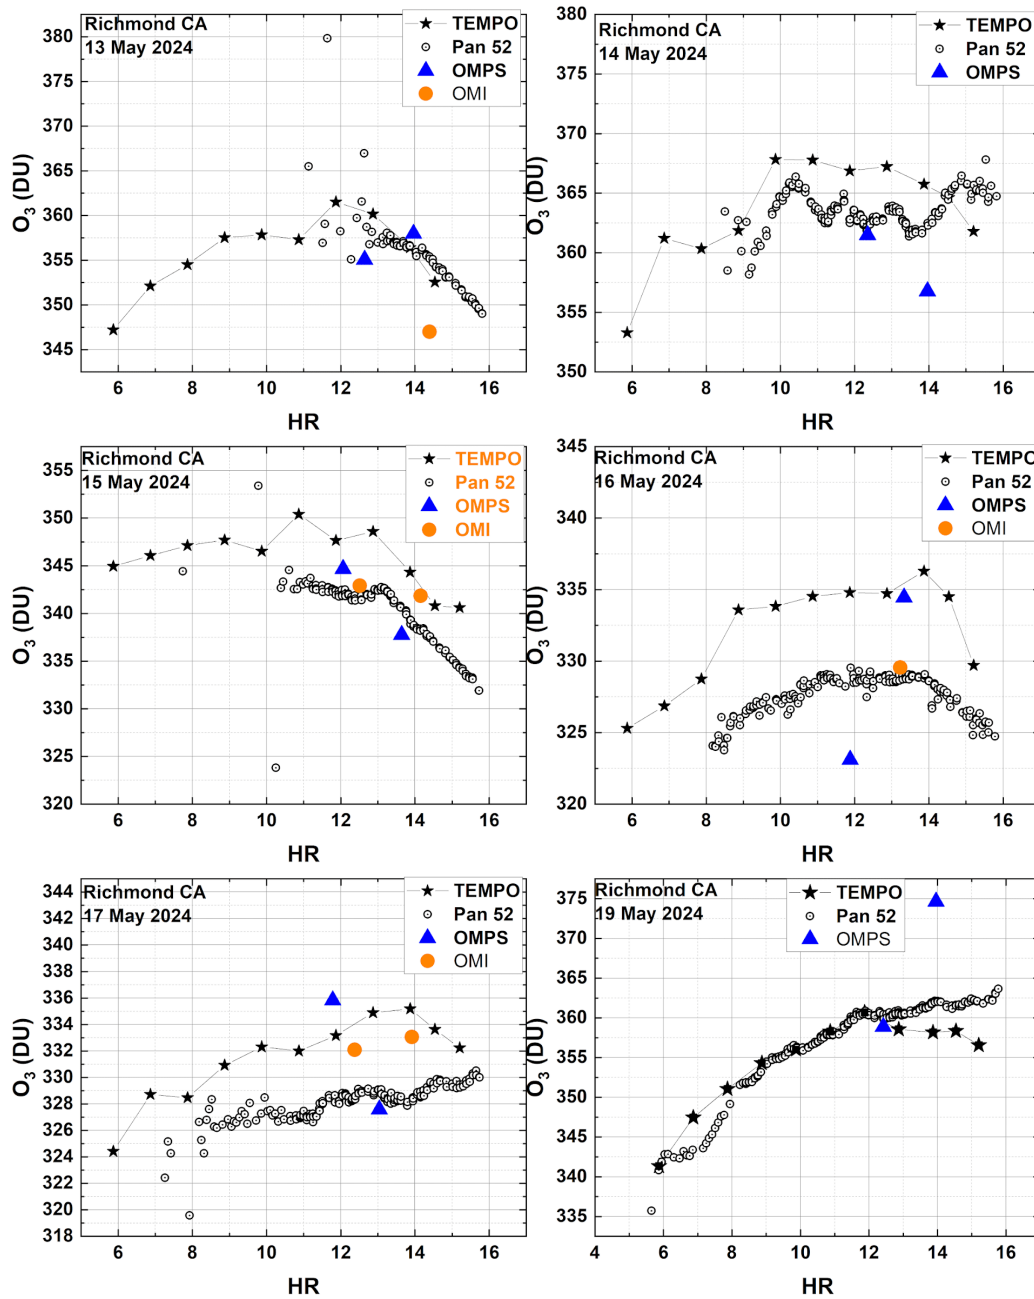 Richmond CA
13 May 2024
TEMPO
Pan 52
OMPS
OMI
380
375
370
365
360
355
350
345
O3 (DU)
6 8 10 12 14 16
HR
Richmond CA
14 May 2024
TEMPO
Pan 52
OMPS
380
375
370
365
360
355
350
O3 (DU)
6 8 10 12 14 16
HR
Richmond CA
15 May 2024
TEMPO
Pan 52
OMPS
OMI
355
350
345
340
335
330
325
320
O3 (DU)
6 8 10 12 14 16
HR
Richmond CA
16 May 2024
TEMPO
Pan 52
OMPS
OMI
345
340
335
330
325
320
O3 (DU)
6 8 10 12 14 16
HR
Richmond CA
17 May 2024
TEMPO
Pan 52
OMPS
OMI
344
342
340
338
336
334
332
330
328
326
324
322
320
318
O3 (DU)
6 8 10 12 14 16
HR
Richmond CA
19 May 2024
TEMPO
Pan 52
OMPS
375
370
365
360
355
350
345
340
335
O3 (DU)
4 6 8 10 12 14 16
HR